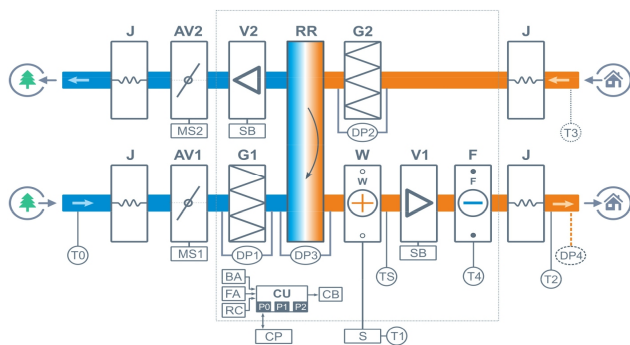 J AV2 V2 RR G2 J
MS2 SB DP2 T3
J AV1 G1 W V1 F J
W F
MS1 DP1 DP3 SB
T0 TS T4 T2 DP4
BA
FA CU CB
RC P0 P1 P2
CP S T1